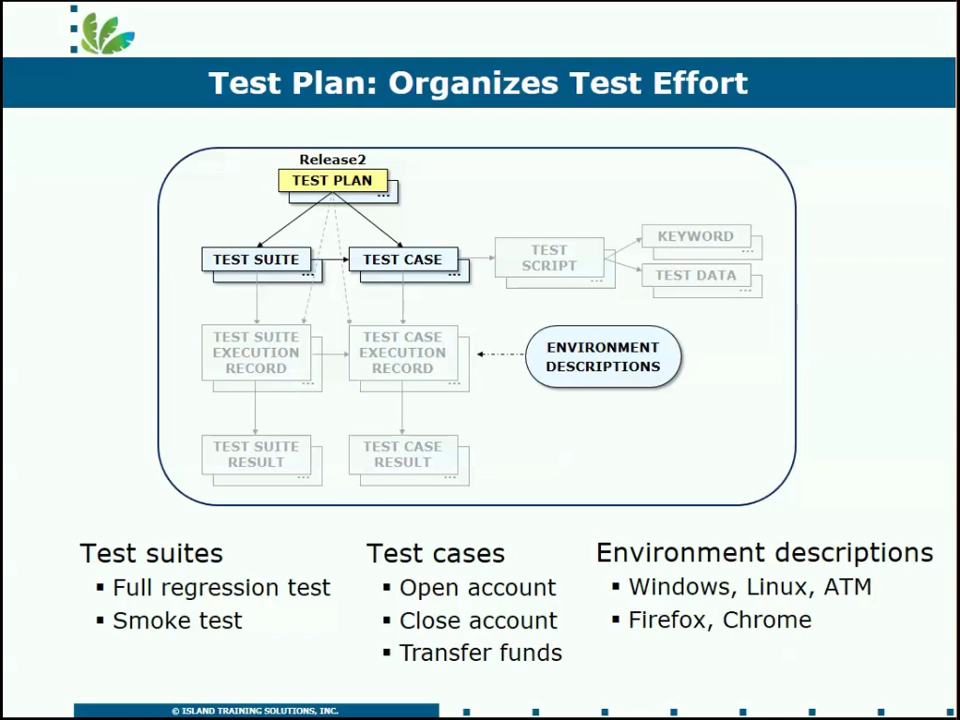 Test Plan: Organizes Test Effort
Release2
TEST PLAN
...
TEST SUITE
...
TEST CASE
...
TEST
SCRIPT
...
KEYWORD
...
TEST DATA
...
TEST SUITE
EXECUTION
RECORD
...
TEST CASE
EXECUTION
RECORD
...
ENVIRONMENT
DESCRIPTIONS
TEST SUITE
RESULT
...
TEST CASE
RESULT
...
Test suites
▪ Full regression test
▪ Smoke test
Test cases
▪ Open account
▪ Close account
▪ Transfer funds
Environment descriptions
▪ Windows, Linux, ATM
▪ Firefox, Chrome
© ISLAND TRAINING SOLUTIONS, INC.